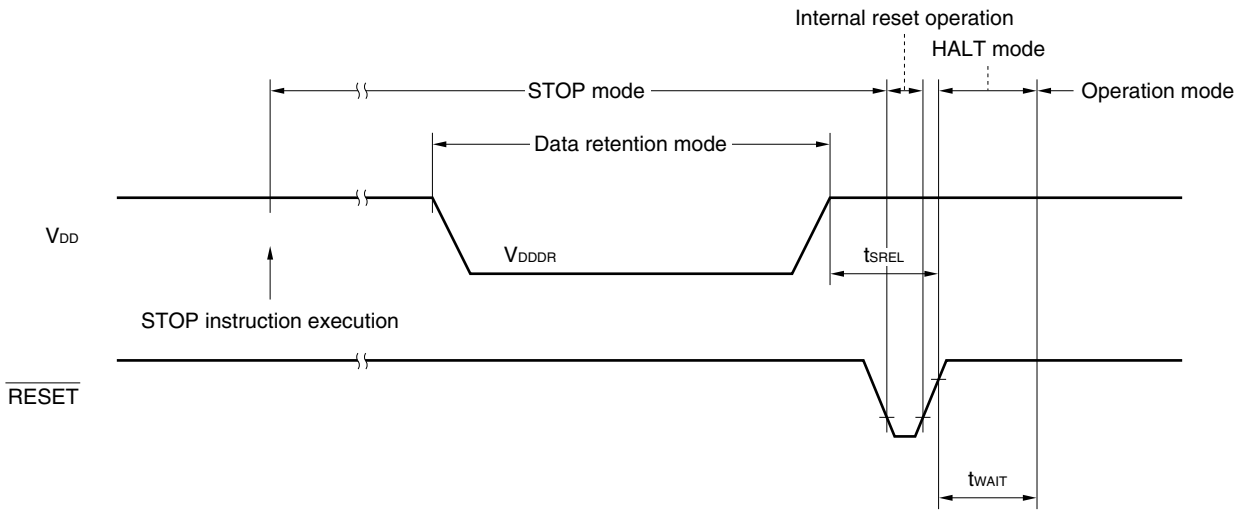 Internal reset operation
HALT mode
STOP mode
Operation mode
Data retention mode
VDD
VDDDR
tSREL
STOP instruction execution
RESET
tWAIT